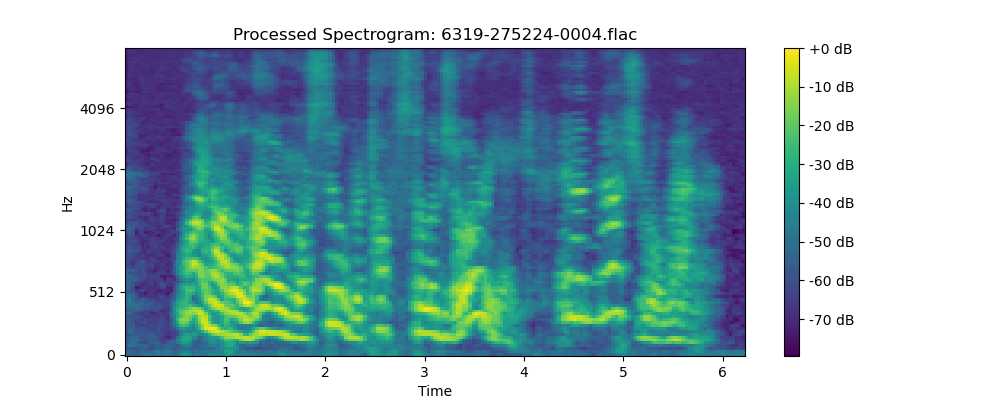 Processed Spectrogram: 6319-275224-0004.flac
Hz
4096
2048
1024
512
0
0 1 2 3 4 5 6
Time
+0 dB
-10 dB
-20 dB
-30 dB
-40 dB
-50 dB
-60 dB
-70 dB